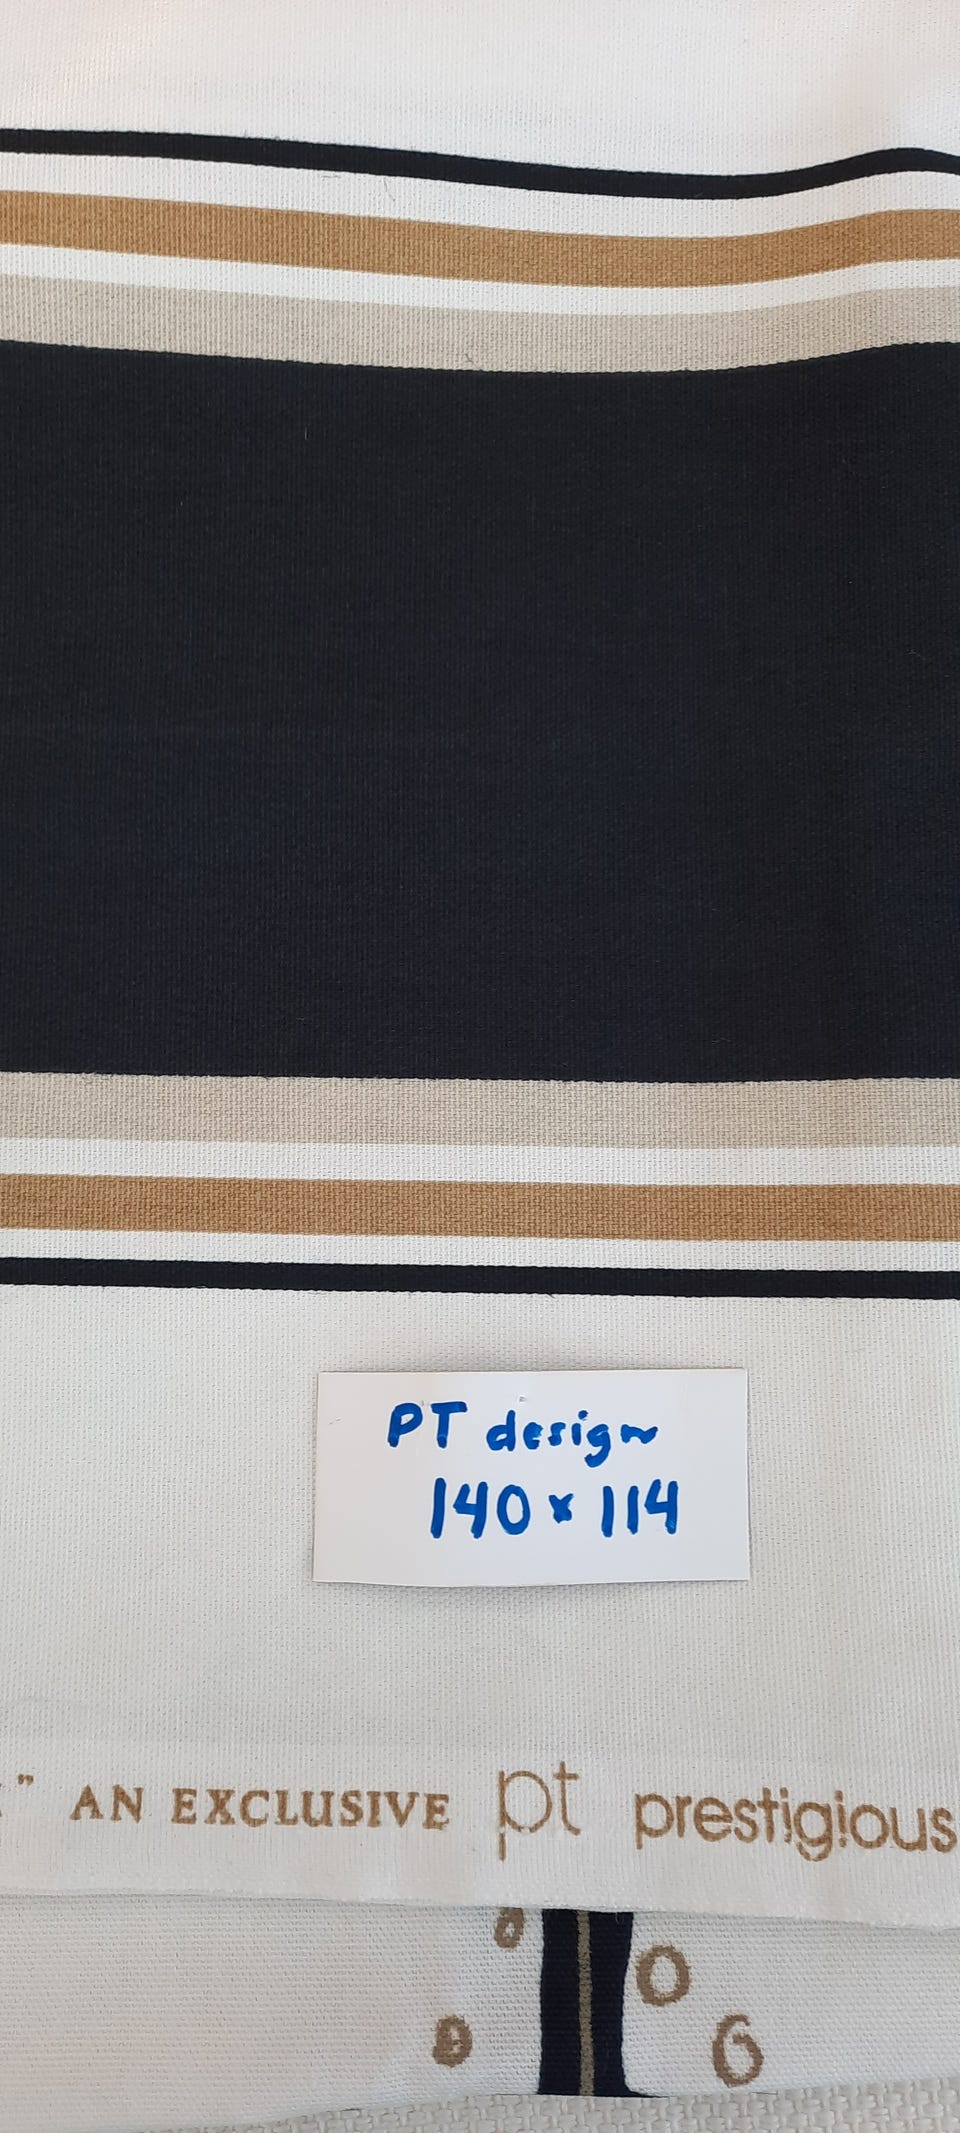 PT design
140 x 114
" AN EXCLUSIVE pt prestigious